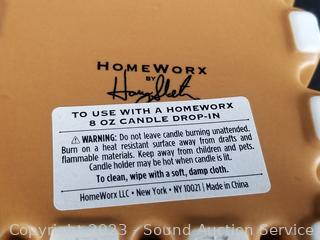 HOMEWORX
BY
Harry Slatkin
TO USE WITH A HOMEWORX
8 OZ CANDLE DROP-IN
⚠ WARNING: Do not leave candle burning unattended.
Burn on a heat resistant surface away from drafts and
flammable materials. Keep away from children and pets.
Candle holder may be hot when candle is lit.
To clean, wipe with a soft, damp cloth.
HomeWorx LLC • New York • NY 10021 | Made in China
Copyright 2023 - Sound Auction Service